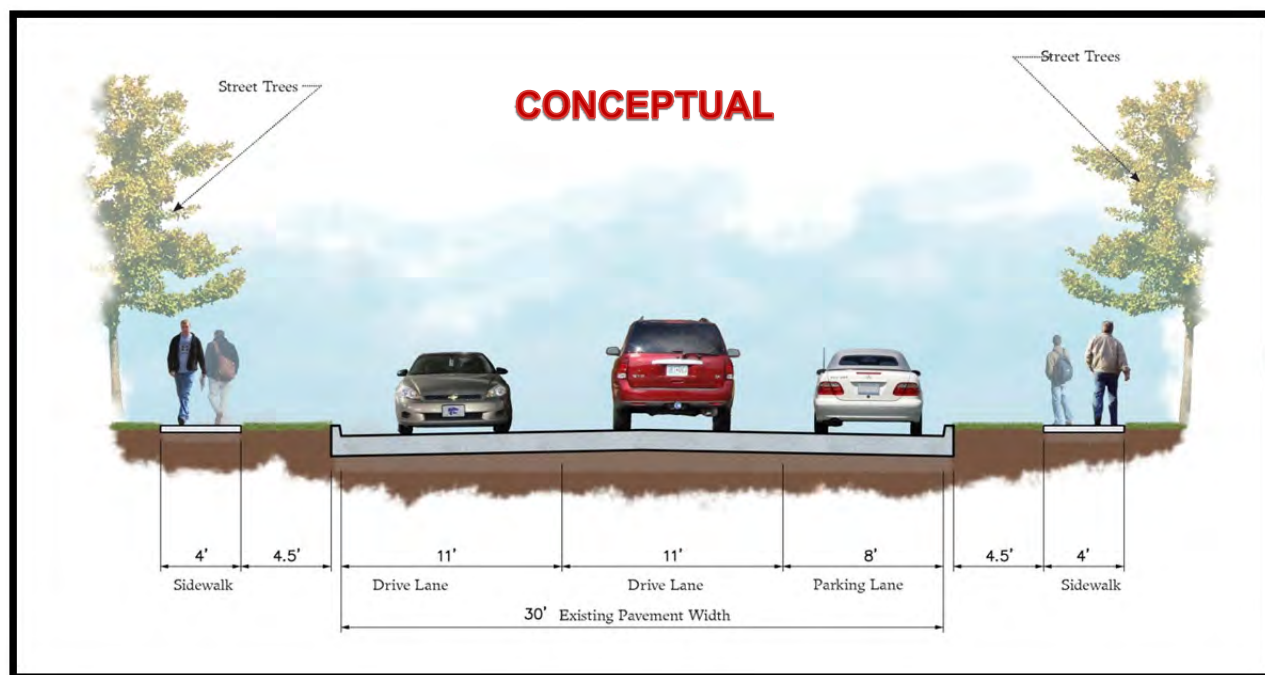 Street Trees
Street Trees
CONCEPTUAL
4' 4.5' 11' 11' 8' 4.5' 4'
Sidewalk Drive Lane Drive Lane Parking Lane Sidewalk
30' Existing Pavement Width